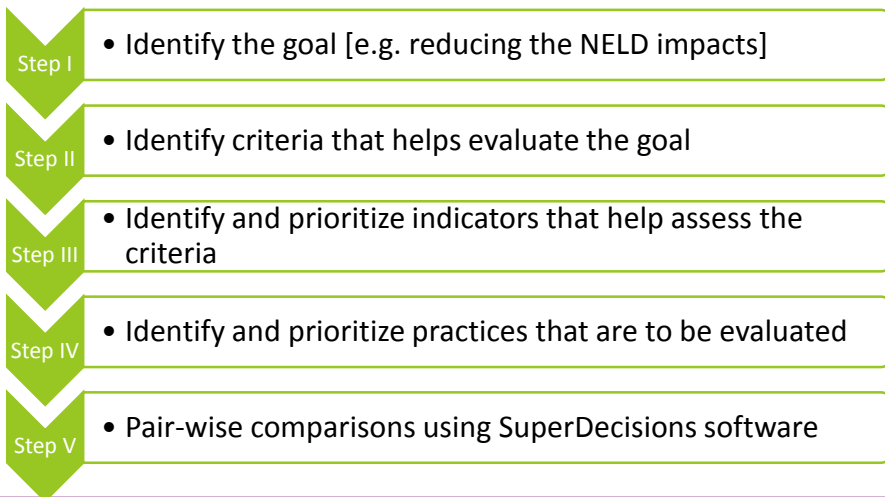 Step I
• Identify the goal [e.g. reducing the NELD impacts]
Step II
• Identify criteria that helps evaluate the goal
Step III
• Identify and prioritize indicators that help assess the
criteria
Step IV
• Identify and prioritize practices that are to be evaluated
Step V
• Pair-wise comparisons using SuperDecisions software